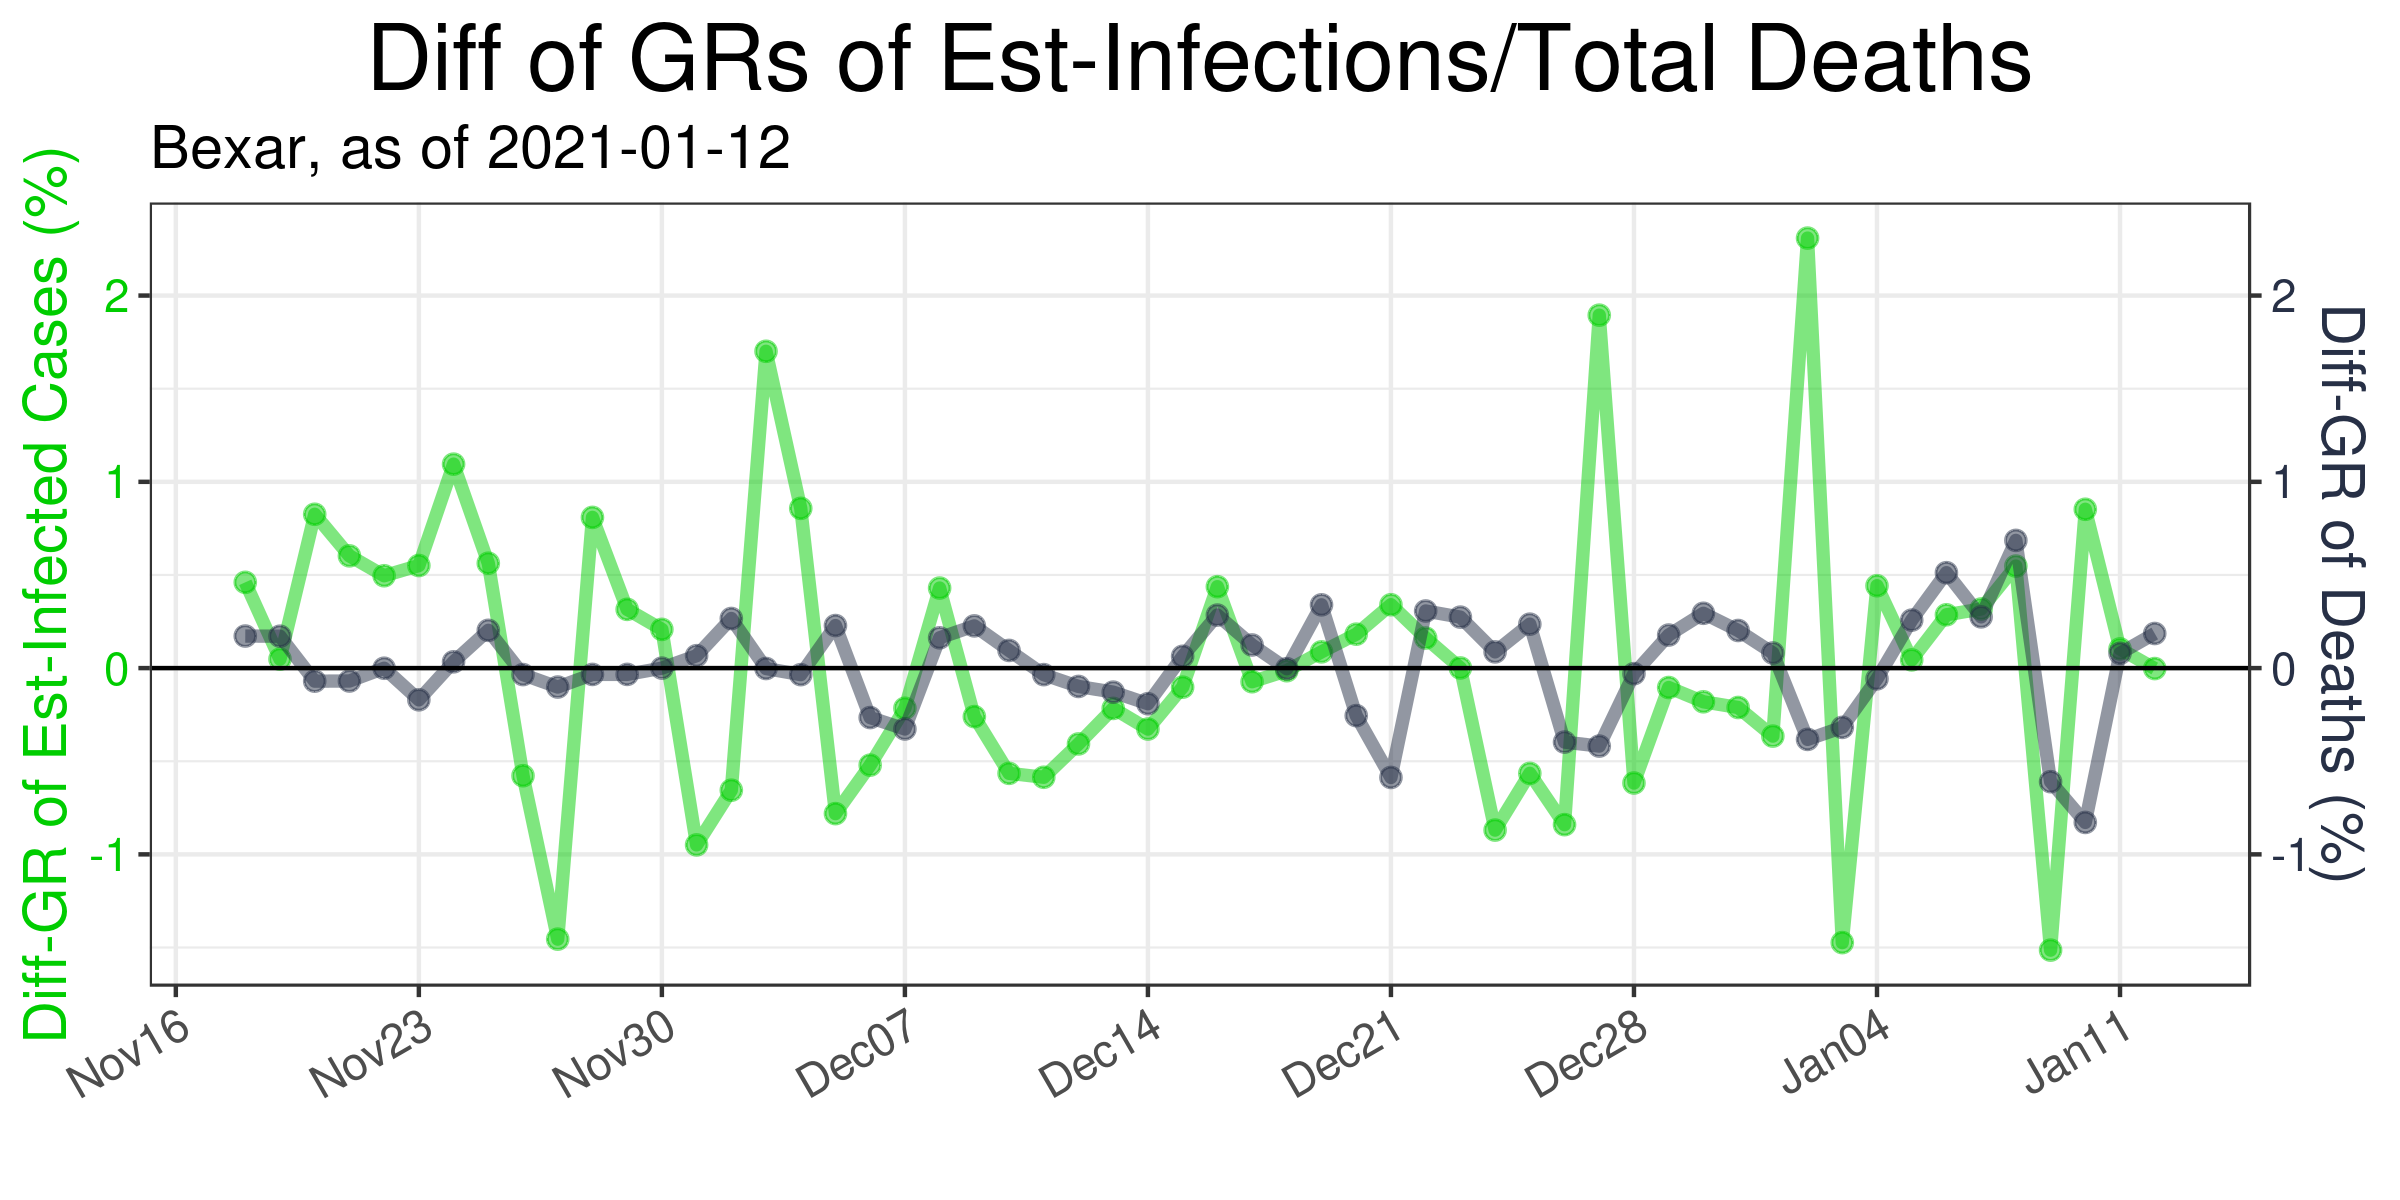 Diff of GRs of Est-Infections/Total Deaths
Bexar, as of 2021-01-12
Diff-GR of Est-Infected Cases (%)
2
1
0
-1
2
1
0
-1
Diff-GR of Deaths (%)
Nov16
Nov23
Nov30
Dec07
Dec14
Dec21
Dec28
Jan04
Jan11